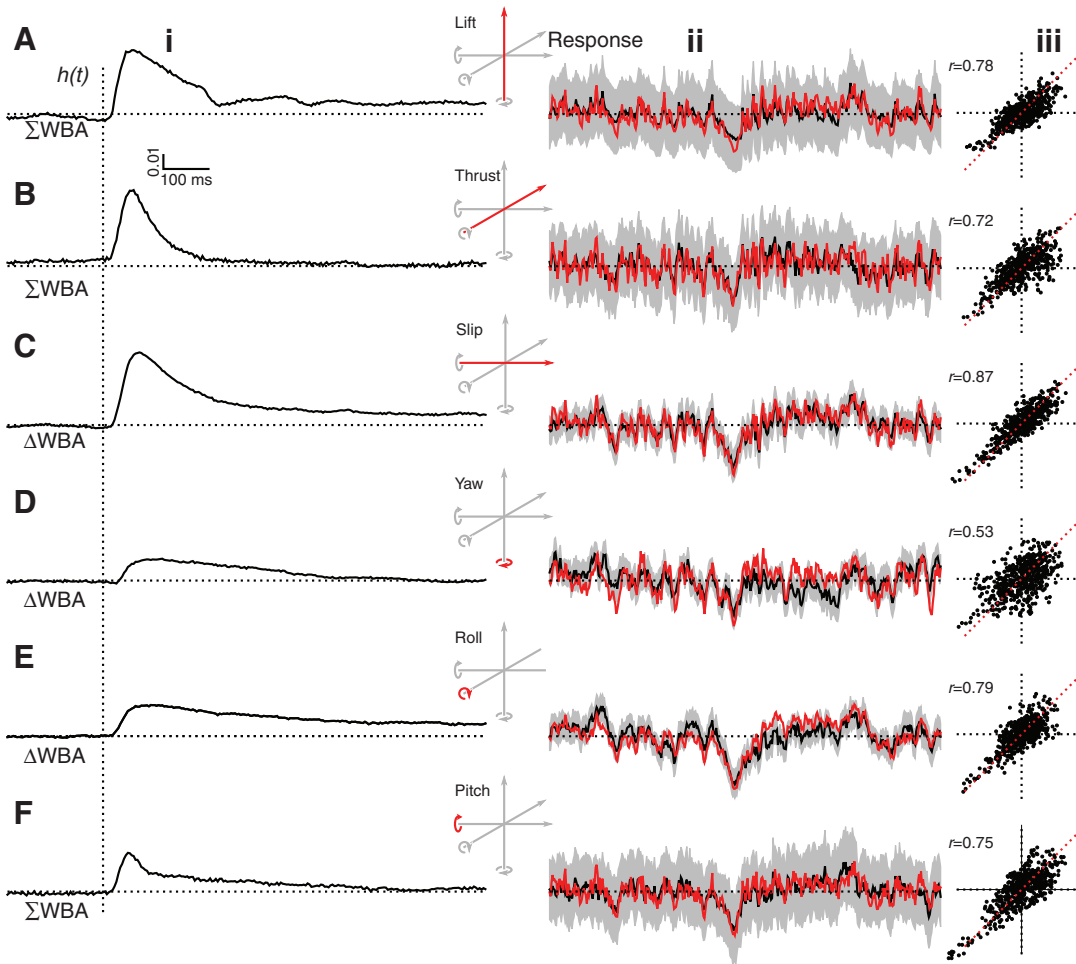 A
i
Lift
Response
ii
iii
h(t)
r=0.78
ΣWBA
0.01
100 ms
B
Thrust
r=0.72
ΣWBA
C
Slip
r=0.87
ΔWBA
D
Yaw
r=0.53
ΔWBA
E
Roll
r=0.79
ΔWBA
F
Pitch
r=0.75
ΣWBA